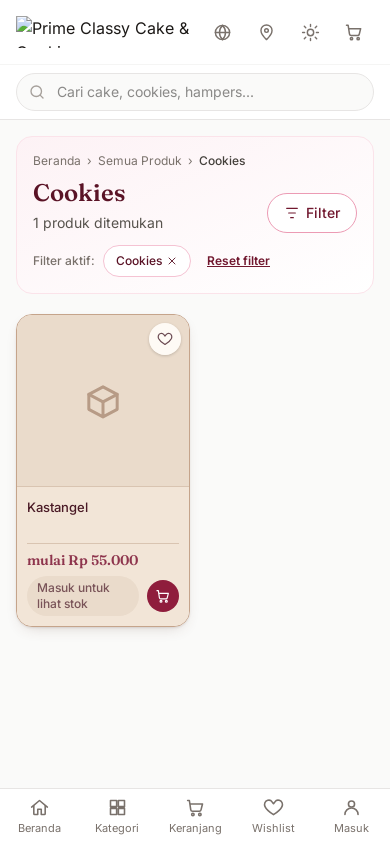 Prime Classy Cake &
Cari cake, cookies, hampers...
Beranda › Semua Produk › Cookies
Cookies
1 produk ditemukan
Filter
Filter aktif: Cookies × Reset filter
Kastangel
mulai Rp 55.000
Masuk untuk
lihat stok
Beranda Kategori Keranjang Wishlist Masuk